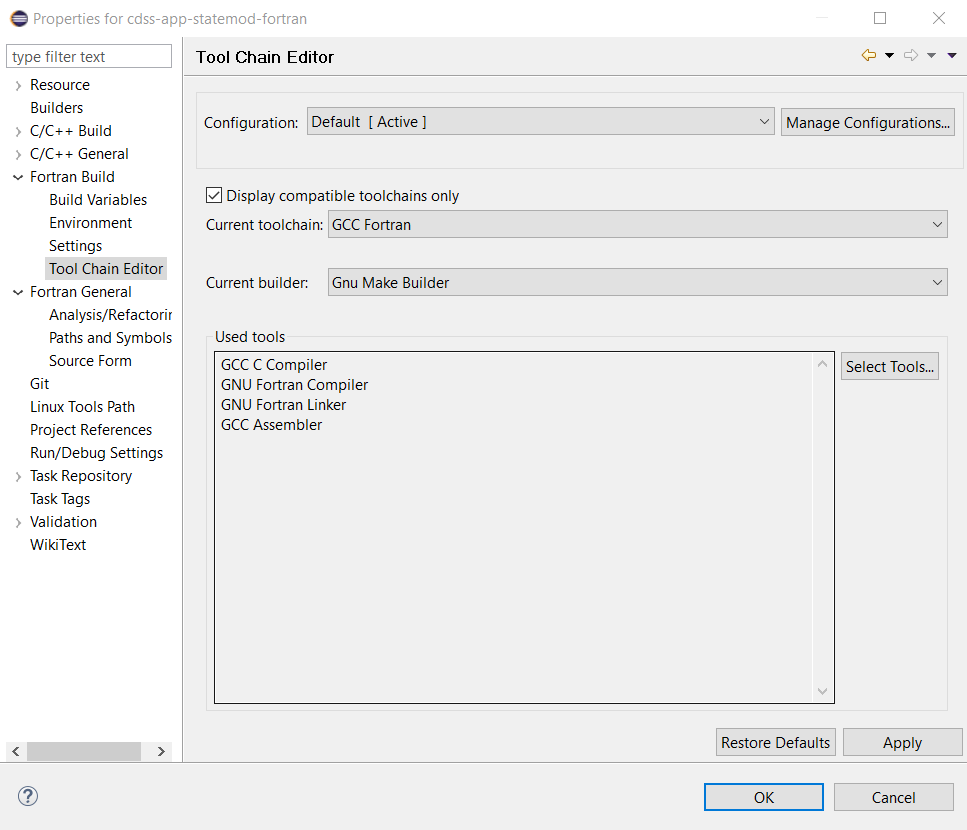 Properties for cdss-app-statemod-fortran
type filter text
Resource
Builders
C/C++ Build
C/C++ General
Fortran Build
Build Variables
Environment
Settings
Tool Chain Editor
Fortran General
Analysis/Refactorin
Paths and Symbols
Source Form
Git
Linux Tools Path
Project References
Run/Debug Settings
Task Repository
Task Tags
Validation
WikiText
Tool Chain Editor
Configuration: Default [ Active ] Manage Configurations...
Display compatible toolchains only
Current toolchain: GCC Fortran
Current builder: Gnu Make Builder
Used tools
GCC C Compiler
GNU Fortran Compiler
GNU Fortran Linker
GCC Assembler
Select Tools...
Restore Defaults Apply
OK Cancel